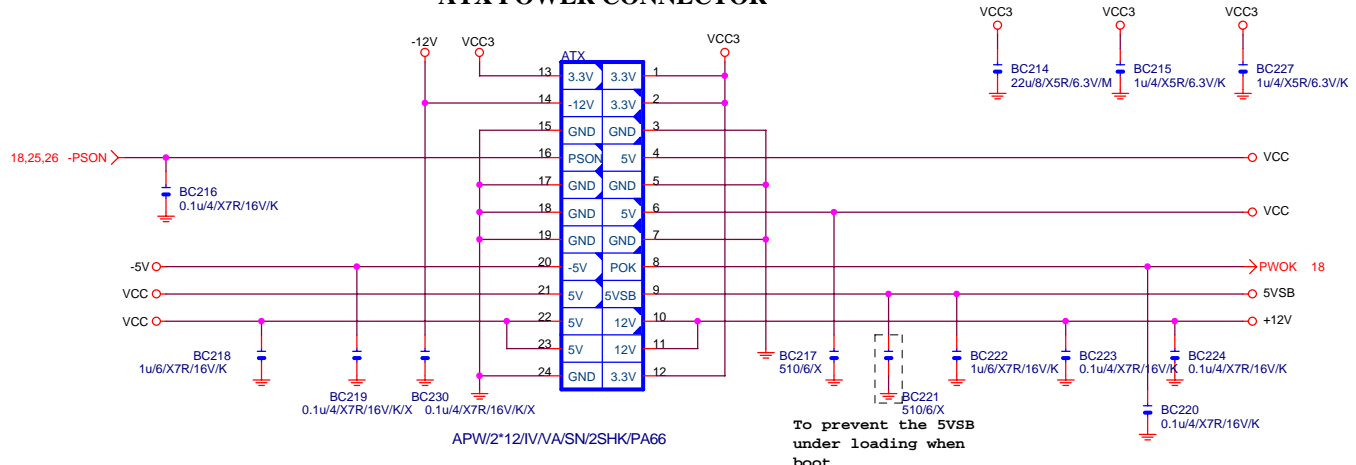 ATX POWER CONNECTOR
-12V
VCC3
ATX
VCC3
VCC3
VCC3
VCC3
BC214
22u/8/X5R/6.3V/M
BC215
1u/4/X5R/6.3V/K
BC227
1u/4/X5R/6.3V/K
13 3.3V 3.3V 1
14 -12V 3.3V 2
15 GND GND 3
18,25,26 -PSON 16 PSON 5V 4 VCC
BC216
0.1u/4/X7R/16V/K
17 GND GND 5
18 GND 5V 6 VCC
19 GND GND 7
-5V 20 -5V POK 8 PWOK 18
VCC 21 5V 5VSB 9 5VSB
VCC 22 5V 12V 10 +12V
23 5V 12V 11
24 GND 3.3V 12
BC218
1u/6/X7R/16V/K
BC219
0.1u/4/X7R/16V/K/X
BC230
0.1u/4/X7R/16V/K/X
BC217
510/6/X
BC221
510/6/X
BC222
1u/6/X7R/16V/K
BC223
0.1u/4/X7R/16V/K
BC224
0.1u/4/X7R/16V/K
BC220
0.1u/4/X7R/16V/K
APW/2*12/IV/VA/SN/2SHK/PA66
To prevent the 5VSB
under loading when
boot